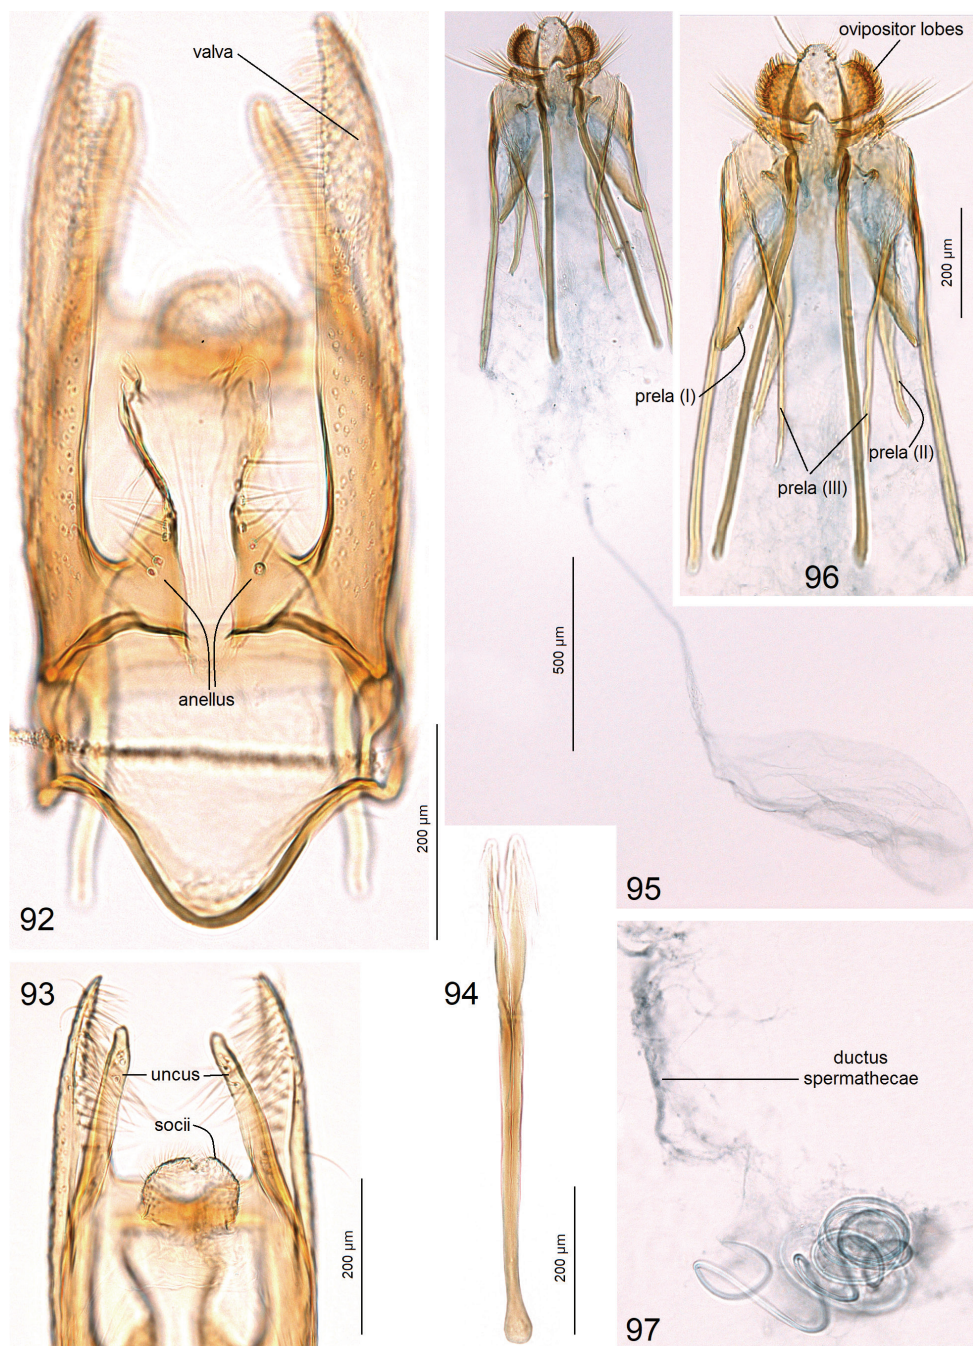 valva
anellus
200 µm
92
93
uncus
socii
200 µm
94
200 µm
500 µm
95
ovipositor lobes
200 µm
prela (I)
prela (II)
prela (III)
96
ductus
spermathecae
97